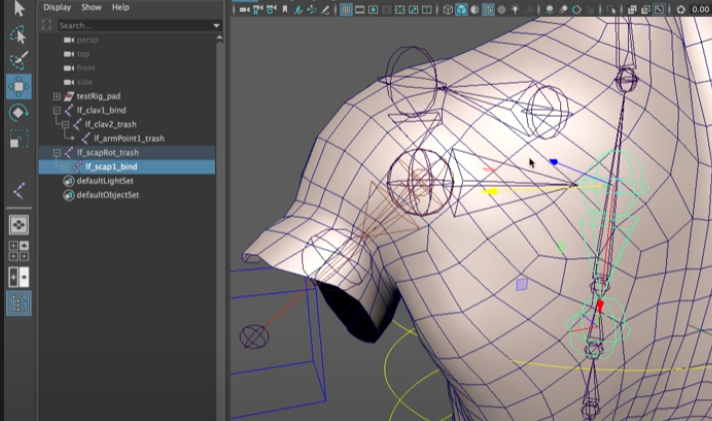 Display Show Help
Search...
0.00
persp
top
front
side
testRig_pad
lf_clav1_bind
lf_clav2_trash
lf_armPoint1_trash
lf_scapRot_trash
lf_scap1_bind
defaultLightSet
defaultObjectSet